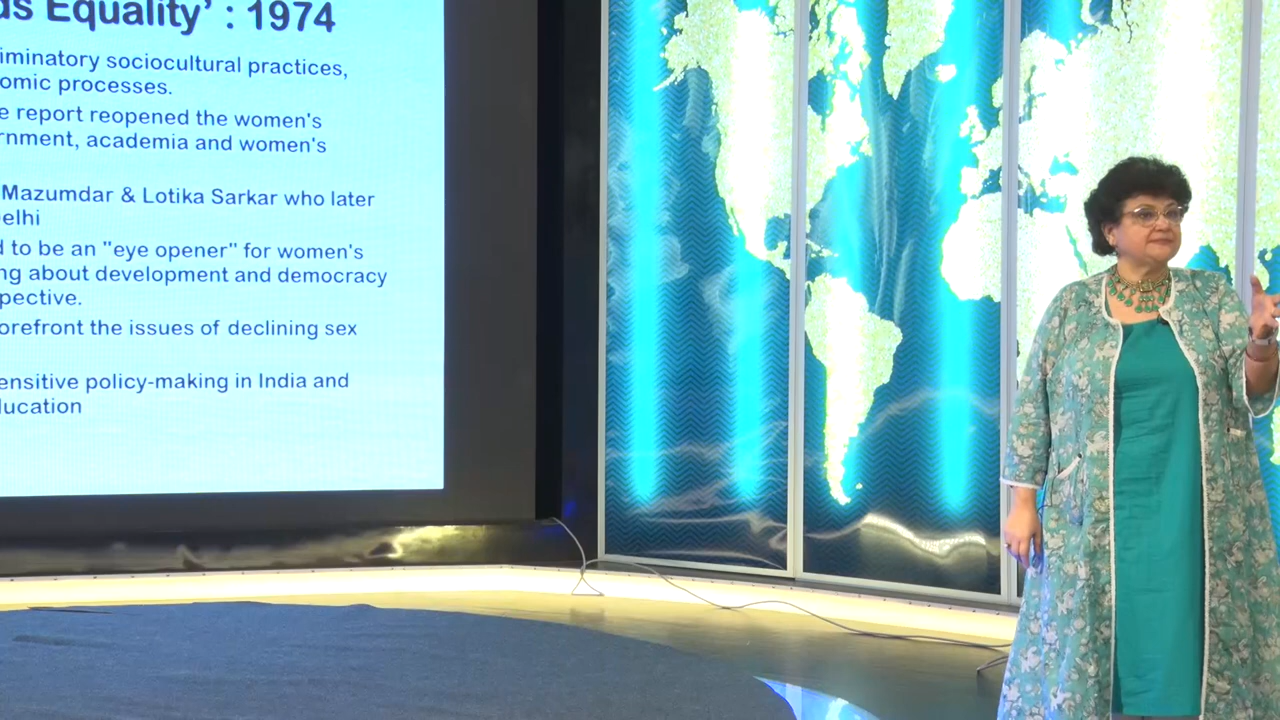 ds Equality’ : 1974
iminatory sociocultural practices,
omic processes.
e report reopened the women's
rnment, academia and women's
Mazumdar & Lotika Sarkar who later
elhi
d to be an "eye opener" for women's
ng about development and democracy
pective.
orefront the issues of declining sex
ensitive policy-making in India and
ucation